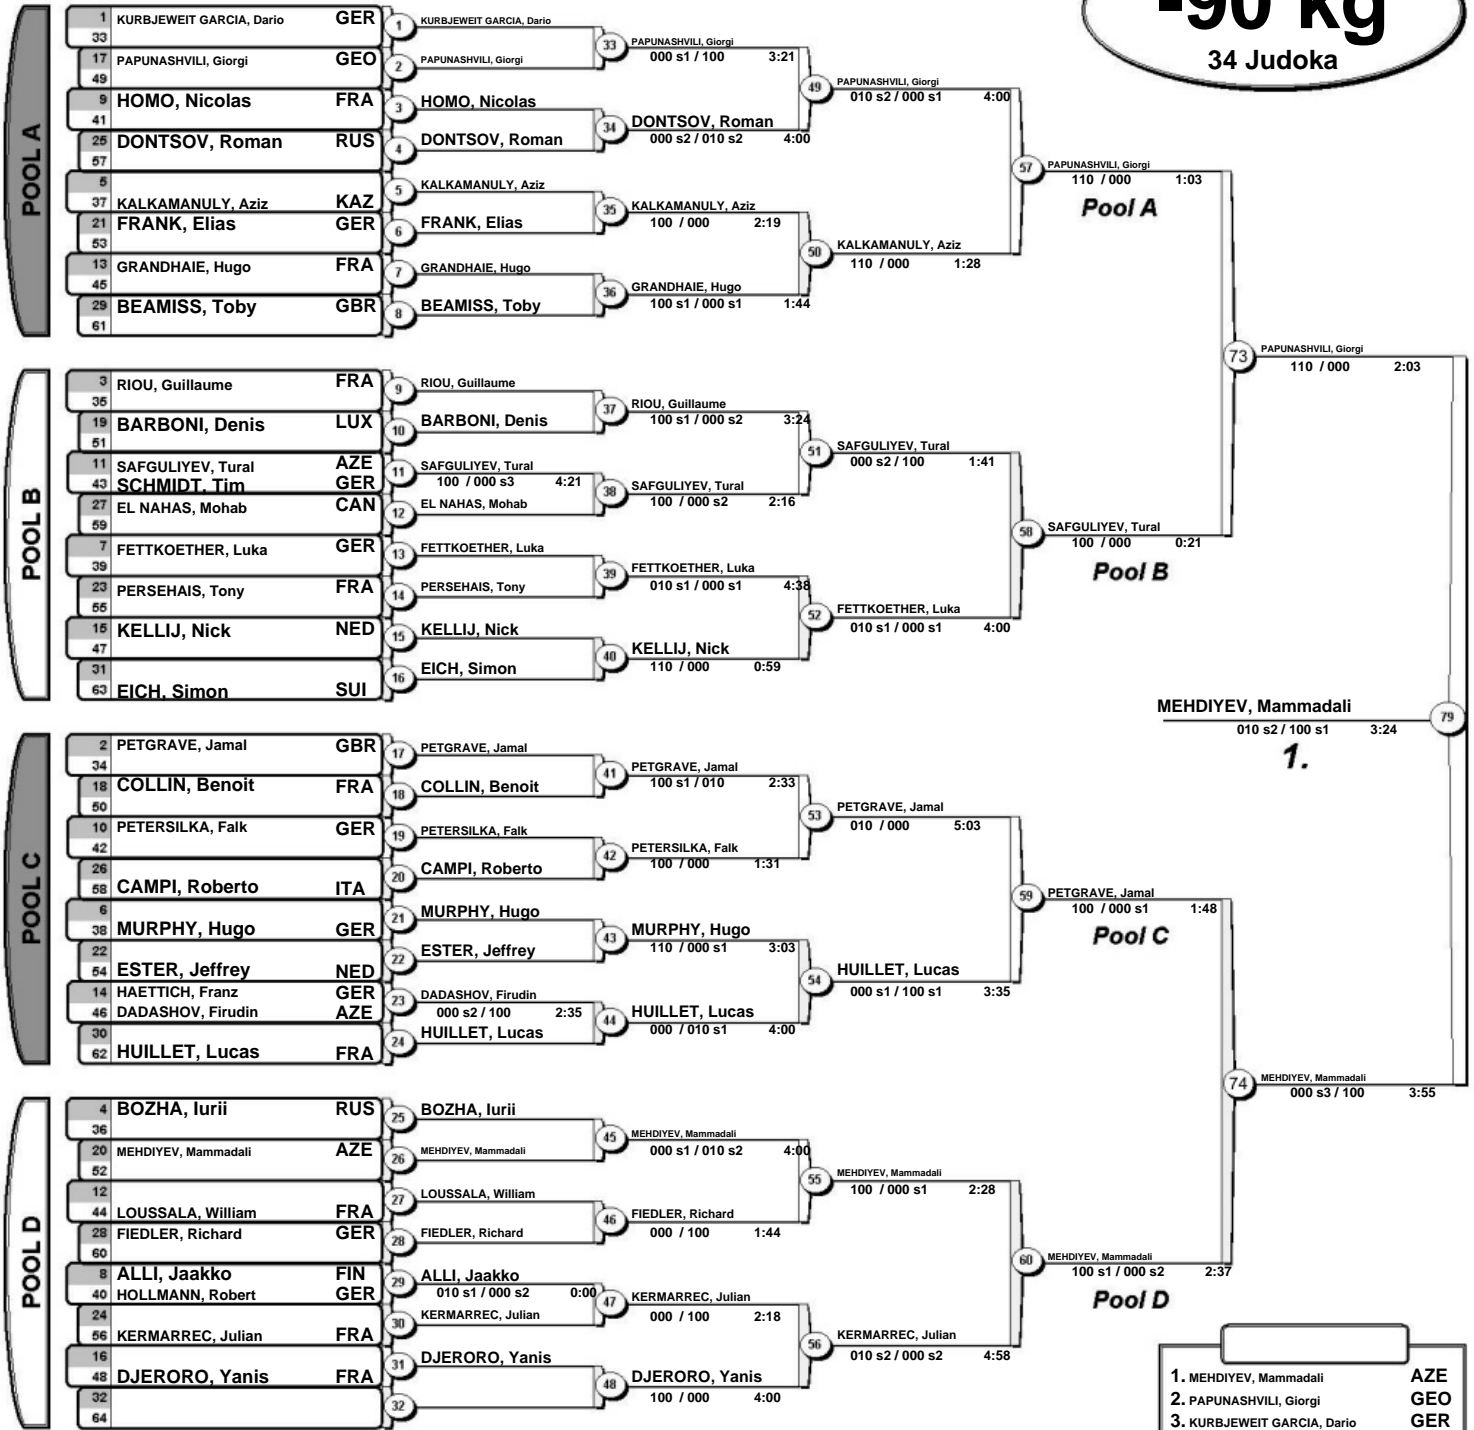 -90 kg
34 Judoka
POOL A
1 KURBJEWEIT GARCIA, Dario GER
33
17 PAPUNASHVILI, Giorgi GEO
49
9 HOMO, Nicolas FRA
41
25 DONTSOV, Roman RUS
57
5
37 KALKAMANULY, Aziz KAZ
21 FRANK, Elias GER
53
13 GRANDHAIE, Hugo FRA
45
29 BEAMISS, Toby GBR
61
1 KURBJEWEIT GARCIA, Dario
2 PAPUNASHVILI, Giorgi
3 HOMO, Nicolas
4 DONTSOV, Roman
5 KALKAMANULY, Aziz
6 FRANK, Elias
7 GRANDHAIE, Hugo
8 BEAMISS, Toby
33 PAPUNASHVILI, Giorgi
000 s1 / 100 3:21
34 DONTSOV, Roman
000 s2 / 010 s2 4:00
35 KALKAMANULY, Aziz
100 / 000 2:19
36 GRANDHAIE, Hugo
100 s1 / 000 s1 1:44
49 PAPUNASHVILI, Giorgi
010 s2 / 000 s1 4:00
50 KALKAMANULY, Aziz
110 / 000 1:28
57 PAPUNASHVILI, Giorgi
110 / 000 1:03
Pool A
POOL B
3 RIOU, Guillaume FRA
35
19 BARBONI, Denis LUX
51
11 SAFGULIYEV, Tural AZE
43 SCHMIDT, Tim GER
27 EL NAHAS, Mohab CAN
59
7 FETTKOETHER, Luka GER
39
23 PERSEHAIS, Tony FRA
55
15 KELLIJ, Nick NED
47
31
63 EICH, Simon SUI
9 RIOU, Guillaume
10 BARBONI, Denis
11 SAFGULIYEV, Tural
100 / 000 s3 4:21
12 EL NAHAS, Mohab
13 FETTKOETHER, Luka
14 PERSEHAIS, Tony
15 KELLIJ, Nick
16 EICH, Simon
37 RIOU, Guillaume
100 s1 / 000 s2 3:24
38 SAFGULIYEV, Tural
100 / 000 s2 2:16
39 FETTKOETHER, Luka
010 s1 / 000 s1 4:38
40 KELLIJ, Nick
110 / 000 0:59
51 SAFGULIYEV, Tural
000 s2 / 100 1:41
52 FETTKOETHER, Luka
010 s1 / 000 s1 4:00
58 SAFGULIYEV, Tural
100 / 000 0:21
Pool B
73 PAPUNASHVILI, Giorgi
110 / 000 2:03
MEHDIYEV, Mammadali 79
010 s2 / 100 s1 3:24
1.
POOL C
2 PETGRAVE, Jamal GBR
34
18 COLLIN, Benoit FRA
50
10 PETERSILKA, Falk GER
42
26
58 CAMPI, Roberto ITA
6
38 MURPHY, Hugo GER
22
54 ESTER, Jeffrey NED
14 HAETTICH, Franz GER
46 DADASHOV, Firudin AZE
30
62 HUILLET, Lucas FRA
17 PETGRAVE, Jamal
18 COLLIN, Benoit
19 PETERSILKA, Falk
20 CAMPI, Roberto
21 MURPHY, Hugo
22 ESTER, Jeffrey
23 DADASHOV, Firudin
000 s2 / 100 2:35
24 HUILLET, Lucas
41 PETGRAVE, Jamal
100 s1 / 010 2:33
42 PETERSILKA, Falk
100 / 000 1:31
43 MURPHY, Hugo
110 / 000 s1 3:03
44 HUILLET, Lucas
000 / 010 s1 4:00
53 PETGRAVE, Jamal
010 / 000 5:03
54 HUILLET, Lucas
000 s1 / 100 s1 3:35
59 PETGRAVE, Jamal
100 / 000 s1 1:48
Pool C
POOL D
4 BOZHA, Iurii RUS
36
20 MEHDIYEV, Mammadali AZE
52
12
44 LOUSSALA, William FRA
28 FIEDLER, Richard GER
60
8 ALLI, Jaakko FIN
40 HOLLMANN, Robert GER
24
56 KERMARREC, Julian FRA
16
48 DJERORO, Yanis FRA
32
64
25 BOZHA, Iurii
26 MEHDIYEV, Mammadali
27 LOUSSALA, William
28 FIEDLER, Richard
29 ALLI, Jaakko
010 s1 / 000 s2 0:00
30 KERMARREC, Julian
31 DJERORO, Yanis
32
45 MEHDIYEV, Mammadali
000 s1 / 010 s2 4:00
46 FIEDLER, Richard
000 / 100 1:44
47 KERMARREC, Julian
000 / 100 2:18
48 DJERORO, Yanis
100 / 000 4:00
55 MEHDIYEV, Mammadali
100 / 000 s1 2:28
56 KERMARREC, Julian
010 s2 / 000 s2 4:58
60 MEHDIYEV, Mammadali
100 s1 / 000 s2 2:37
Pool D
74 MEHDIYEV, Mammadali
000 s3 / 100 3:55
1. MEHDIYEV, Mammadali AZE
2. PAPUNASHVILI, Giorgi GEO
3. KURBJEWEIT GARCIA, Dario GER